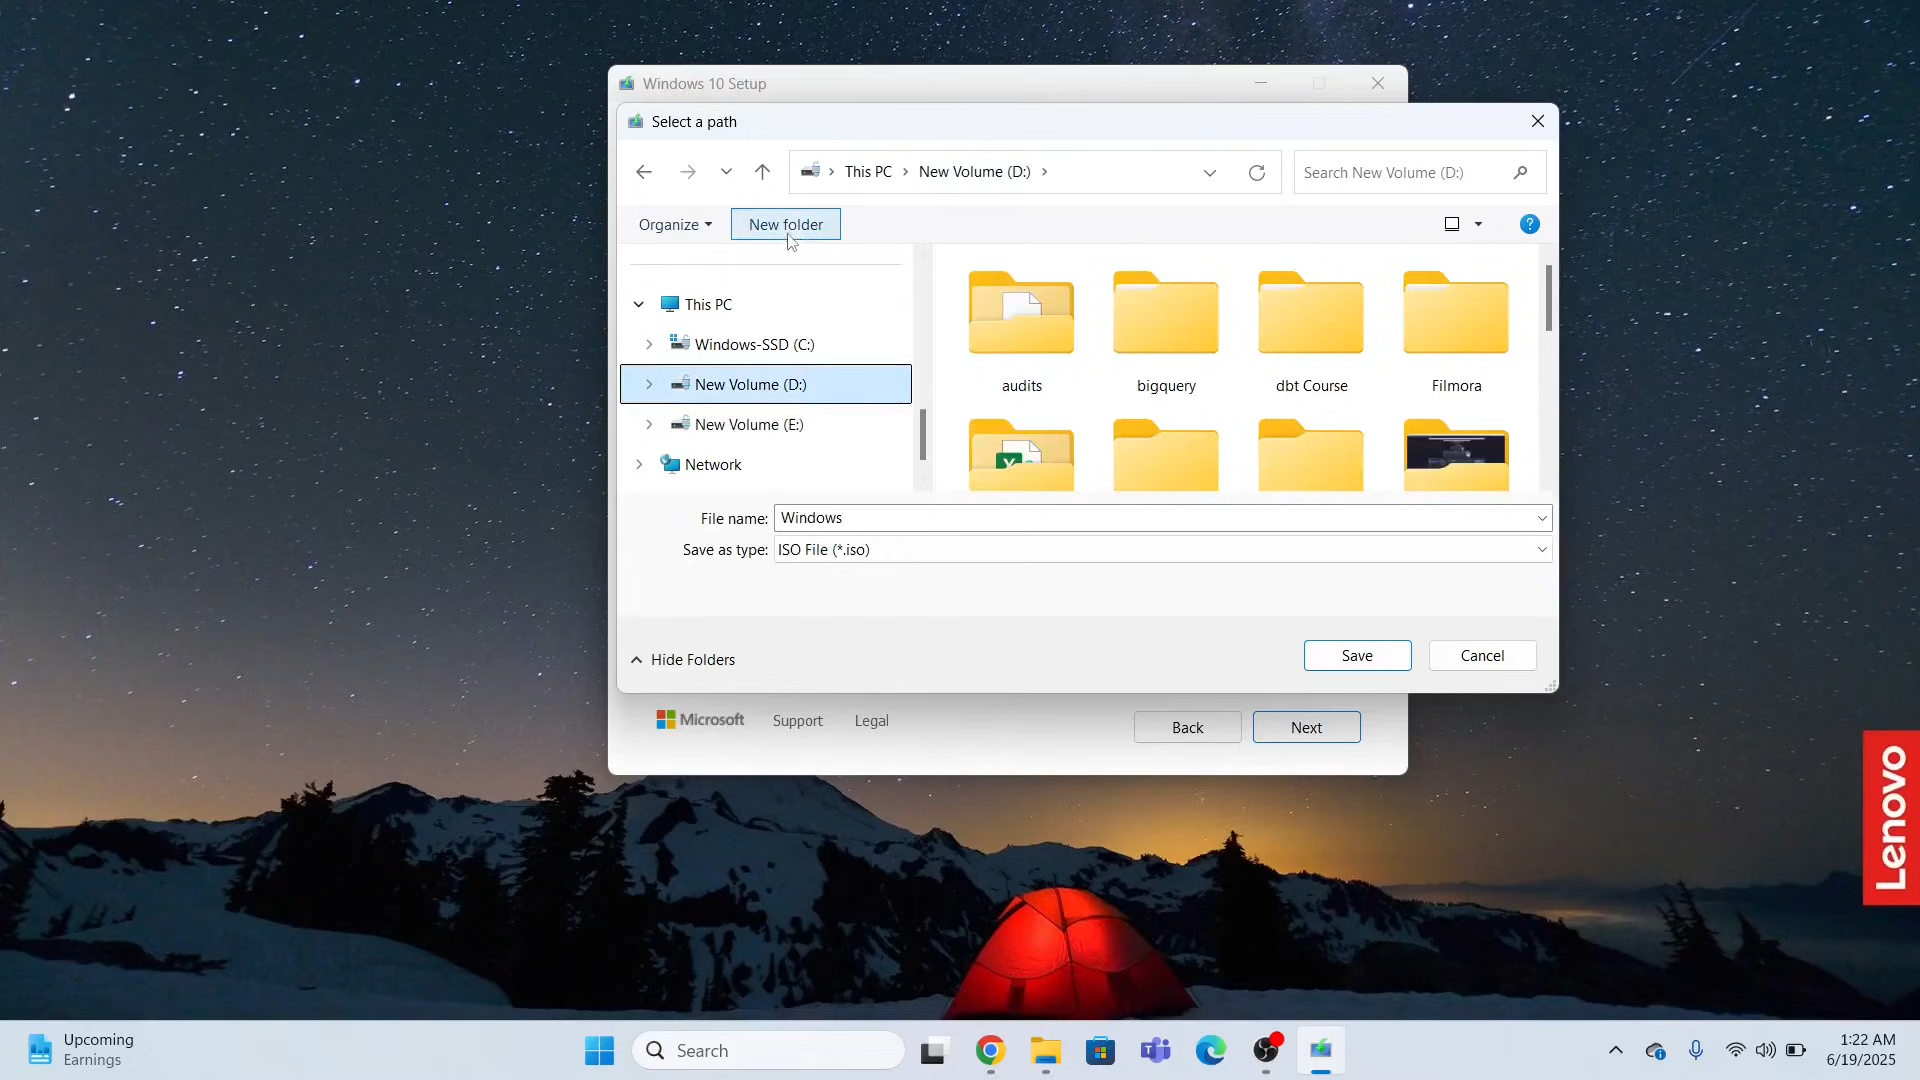 Windows 10 Setup
Select a path
This PC
New Volume (D:)
Search New Volume (D:)
Organize
New folder
?
This PC
Windows-SSD (C:)
New Volume (D:)
New Volume (E:)
Network
audits
bigquery
dbt Course
Filmora
File name: Windows
Save as type: ISO File (*.iso)
Hide Folders
Save
Cancel
Microsoft
Support
Legal
Back
Next
Lenovo
Upcoming
Earnings
Search
1:22 AM
6/19/2025